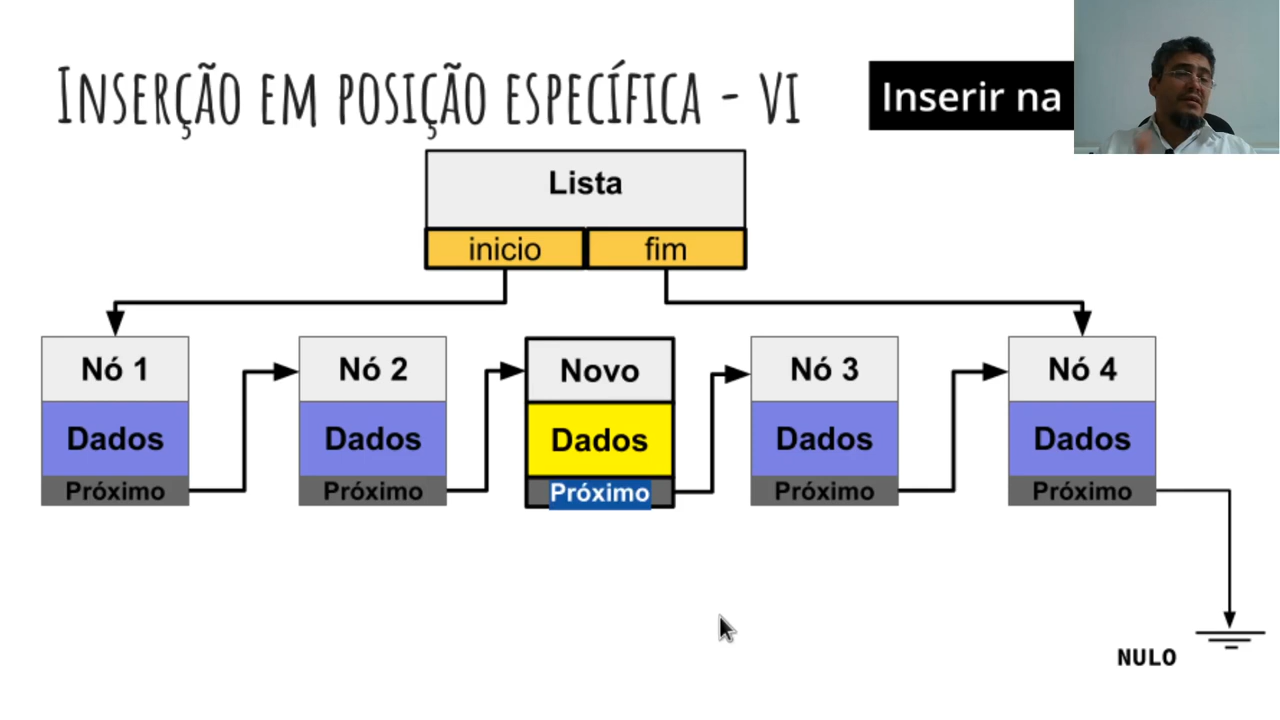 INSERÇÃO EM POSIÇÃO ESPECÍFICA - VI
Inserir na
Lista
inicio fim
Nó 1 Nó 2 Novo Nó 3 Nó 4
Dados Dados Dados Dados Dados
Próximo Próximo Próximo Próximo Próximo
NULO